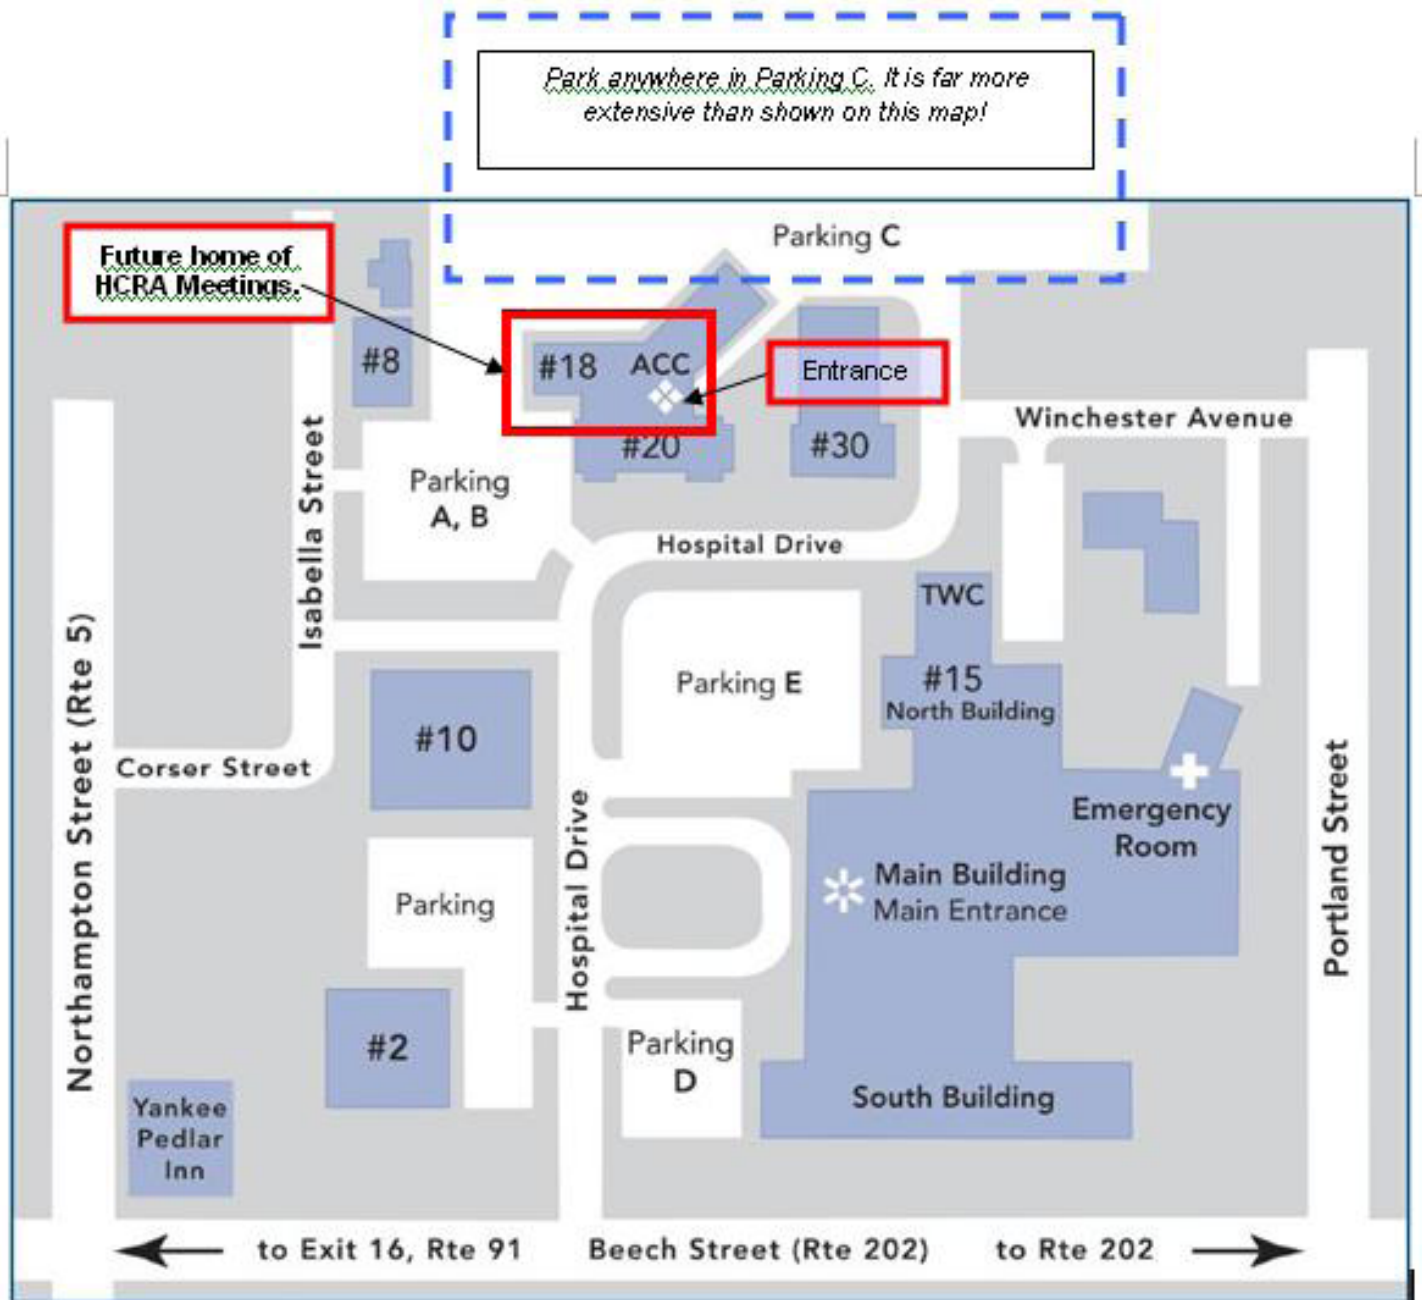 Park anywhere in Parking C. It is far more
extensive than shown on this map!
Parking C
Future home of
HCRA Meetings.
#8
#18
ACC
Entrance
#20
#30
Winchester Avenue
Isabella Street
Parking
A, B
Hospital Drive
TWC
Parking E
#15
North Building
#10
Corser Street
Northampton Street (Rte 5)
Emergency
Room
Portland Street
Main Building
Main Entrance
Parking
Hospital Drive
#2
Parking
D
South Building
Yankee
Pedlar
Inn
to Exit 16, Rte 91
Beech Street (Rte 202)
to Rte 202